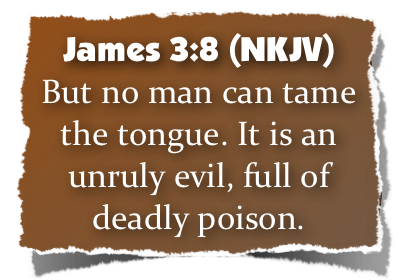 James 3:8 (NKJV)
But no man can tame
the tongue. It is an
unruly evil, full of
deadly poison.